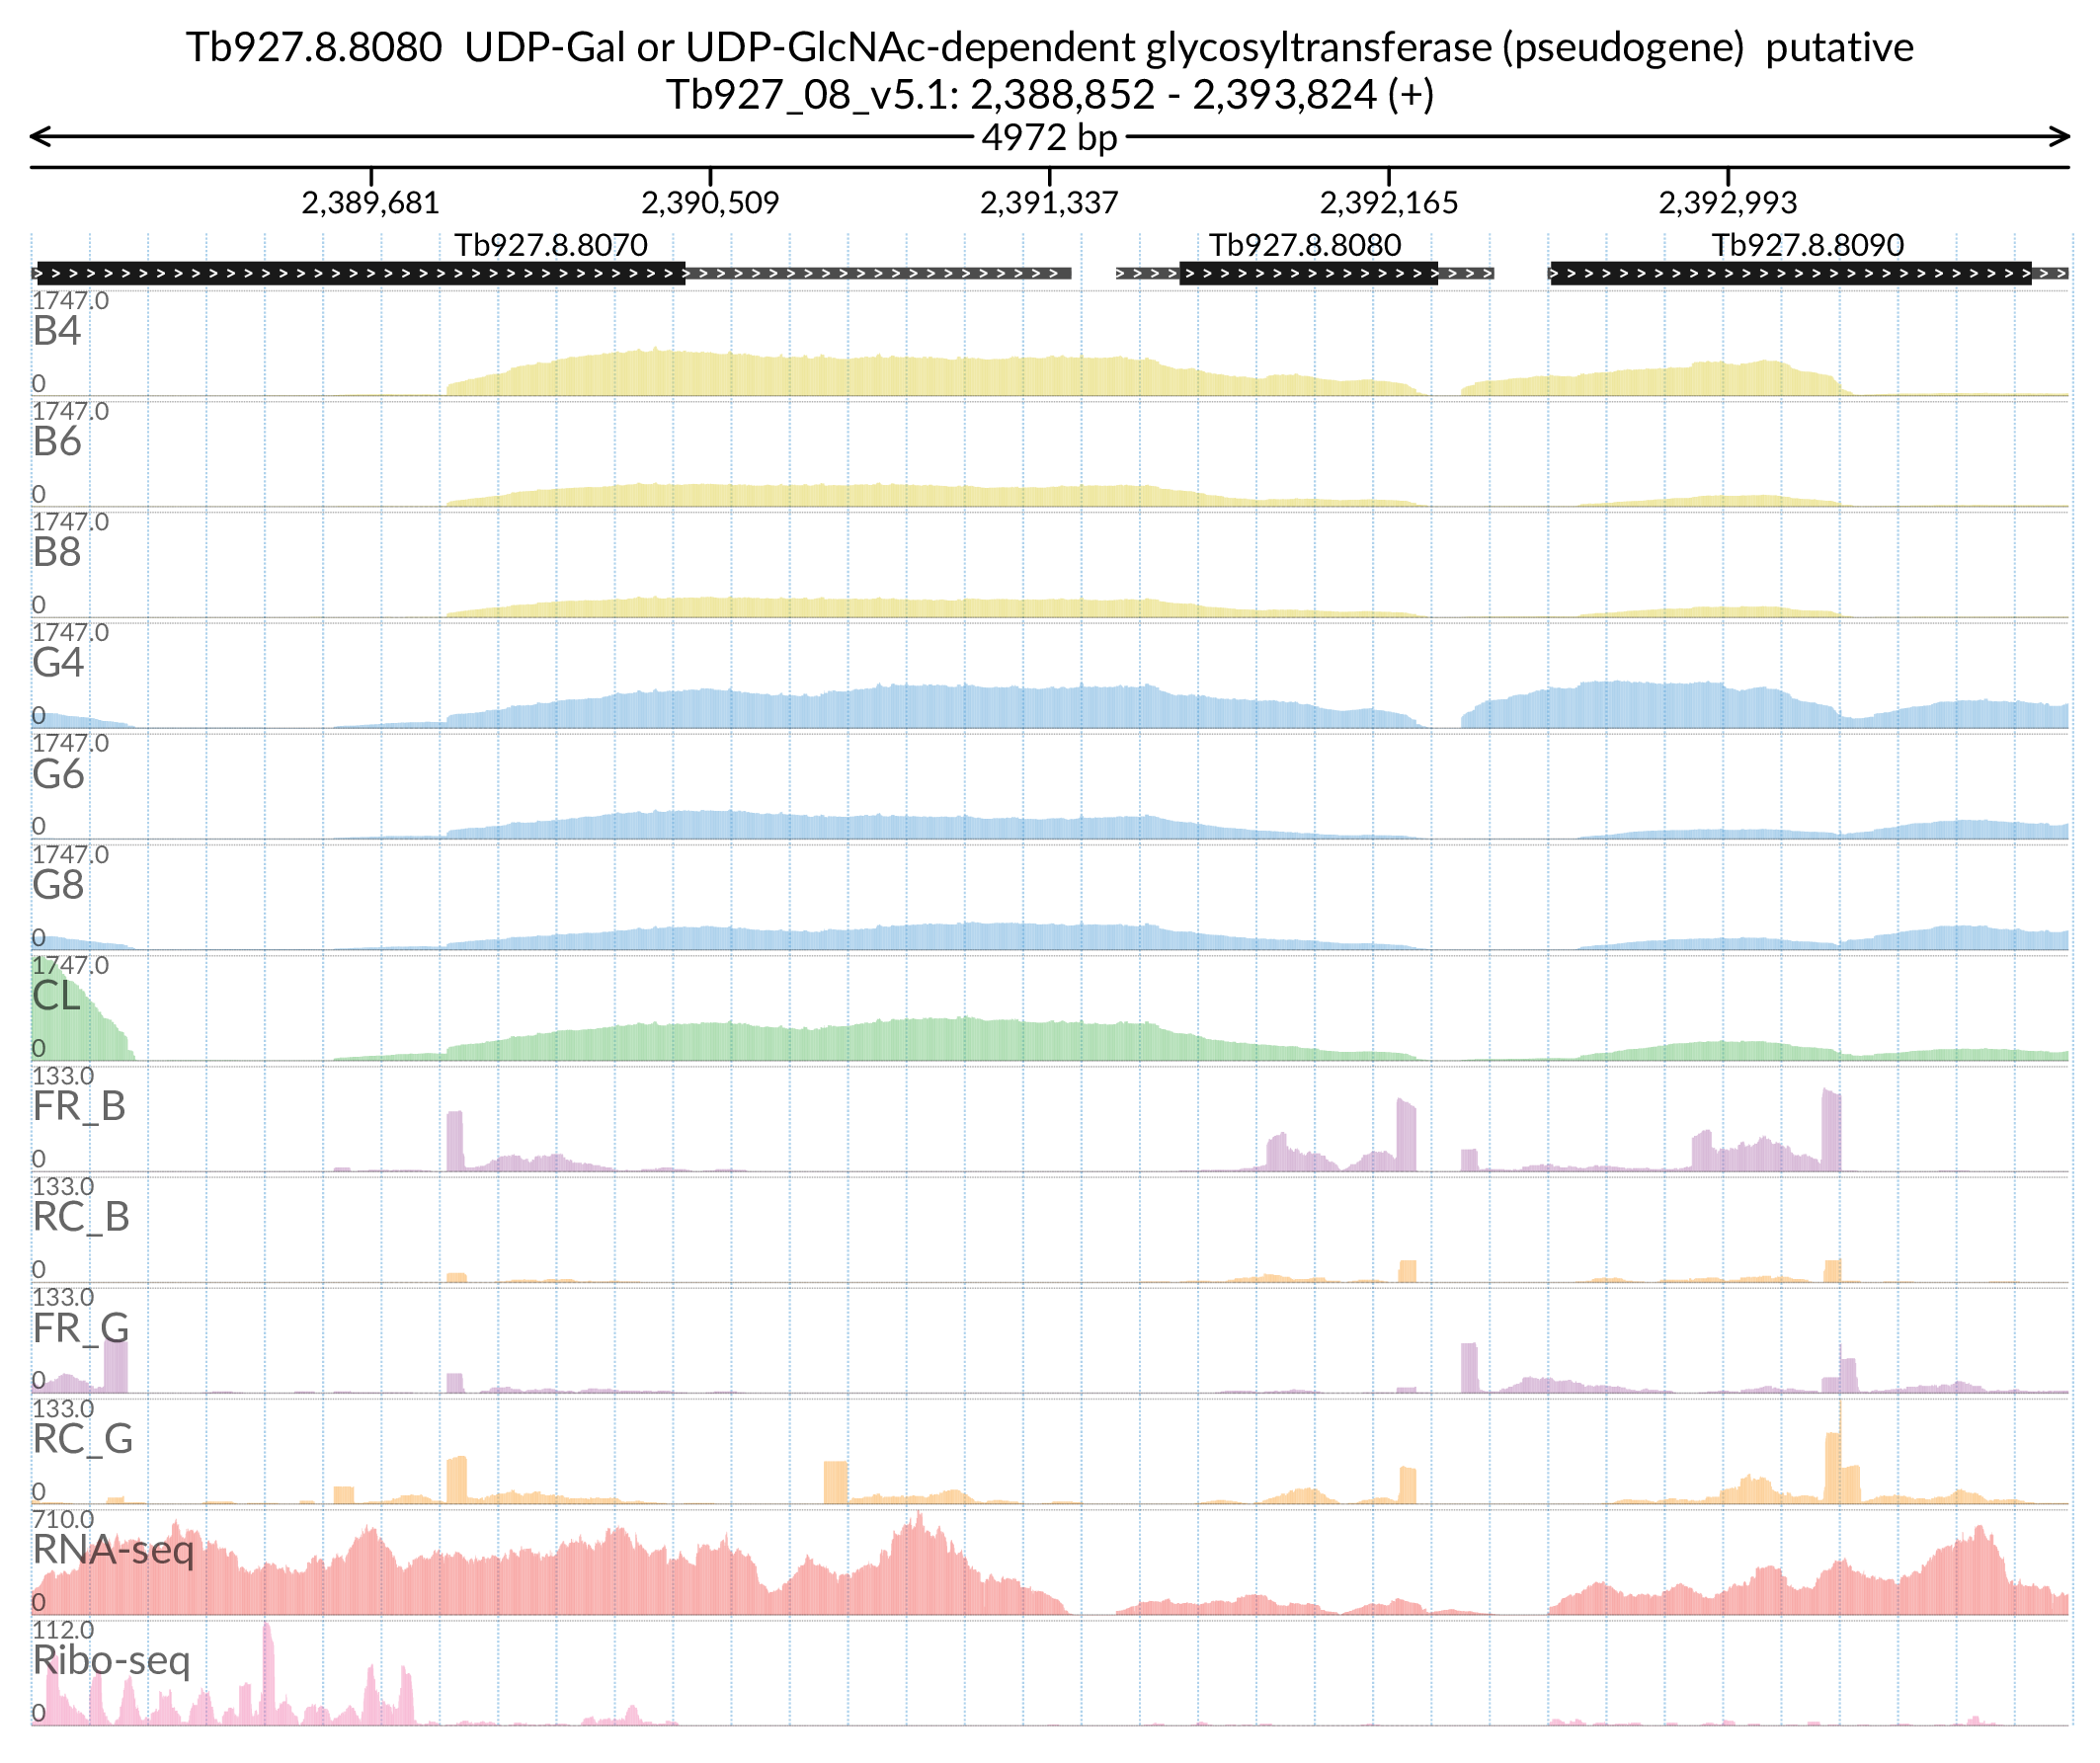 Tb927.8.8080 UDP-Gal or UDP-GlcNAc-dependent glycosyltransferase (pseudogene) putative
Tb927_08_v5.1: 2,388,852 - 2,393,824 (+)
4972 bp
2,389,681 2,390,509 2,391,337 2,392,165 2,392,993
Tb927.8.8070 Tb927.8.8080 Tb927.8.8090
1747.0
B4
0
1747.0
B6
0
1747.0
B8
0
1747.0
G4
0
1747.0
G6
0
1747.0
G8
0
1747.0
CL
0
133.0
FR_B
0
133.0
RC_B
0
133.0
FR_G
0
133.0
RC_G
0
710.0
RNA-seq
0
112.0
Ribo-seq
0